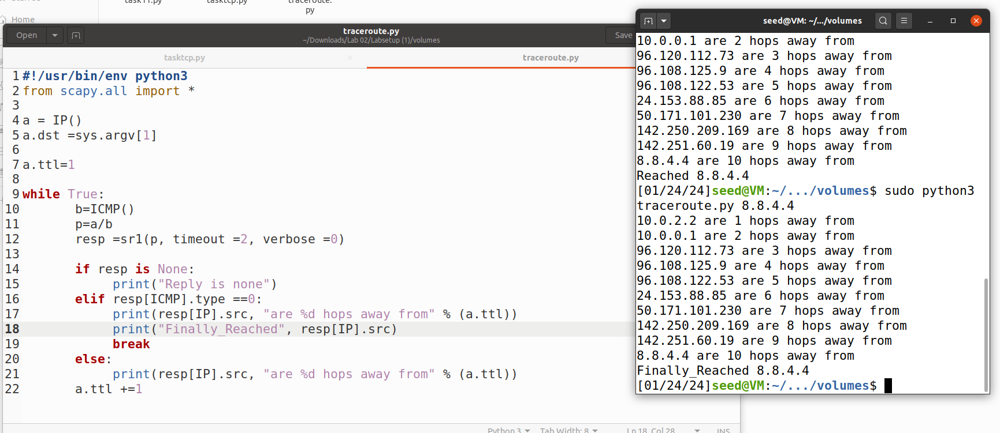 tasktcp.py
traceroute.
py
Home
Open
traceroute.py
~/Downloads/Lab 02/Labsetup (1)/volumes
Save
tasktcp.py
traceroute.py
1 #!/usr/bin/env python3
2 from scapy.all import *
3
4 a = IP()
5 a.dst =sys.argv[1]
6
7 a.ttl=1
8
9 while True:
10 b=ICMP()
11 p=a/b
12 resp =sr1(p, timeout =2, verbose =0)
13
14 if resp is None:
15 print("Reply is none")
16 elif resp[ICMP].type ==0:
17 print(resp[IP].src, "are %d hops away from" % (a.ttl))
18 print("Finally_Reached", resp[IP].src)
19 break
20 else:
21 print(resp[IP].src, "are %d hops away from" % (a.ttl))
22 a.ttl +=1
Python 3
Tab Width: 8
Ln 18, Col 28
INS
seed@VM: ~/.../volumes
10.0.0.1 are 2 hops away from
96.120.112.73 are 3 hops away from
96.108.125.9 are 4 hops away from
96.108.122.53 are 5 hops away from
24.153.88.85 are 6 hops away from
50.171.101.230 are 7 hops away from
142.250.209.169 are 8 hops away from
142.251.60.19 are 9 hops away from
8.8.4.4 are 10 hops away from
Reached 8.8.4.4
[01/24/24]seed@VM:~/.../volumes$ sudo python3
traceroute.py 8.8.4.4
10.0.2.2 are 1 hops away from
10.0.0.1 are 2 hops away from
96.120.112.73 are 3 hops away from
96.108.125.9 are 4 hops away from
96.108.122.53 are 5 hops away from
24.153.88.85 are 6 hops away from
50.171.101.230 are 7 hops away from
142.250.209.169 are 8 hops away from
142.251.60.19 are 9 hops away from
8.8.4.4 are 10 hops away from
Finally_Reached 8.8.4.4
[01/24/24]seed@VM:~/.../volumes$